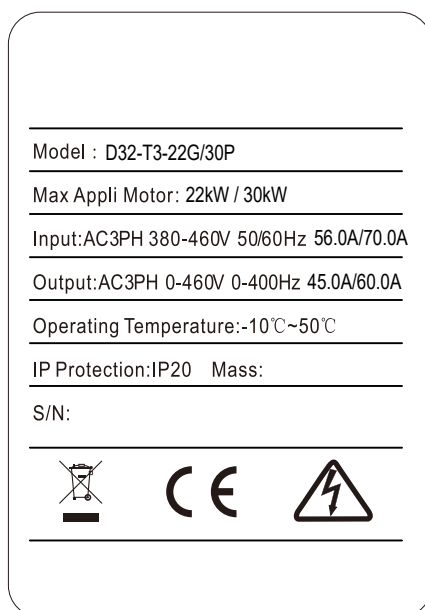 Model : D32-T3-22G/30P
Max Appli Motor: 22kW / 30kW
Input:AC3PH 380-460V 50/60Hz 56.0A/70.0A
Output:AC3PH 0-460V 0-400Hz 45.0A/60.0A
Operating Temperature:-10℃~50℃
IP Protection:IP20 Mass:
S/N:
CE